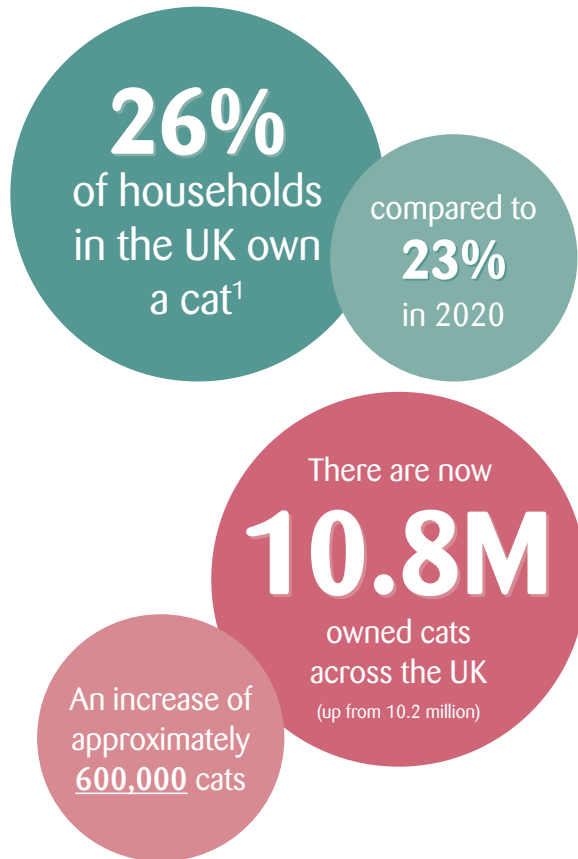 26%
of households
in the UK own
a cat¹
compared to
23%
in 2020
There are now
10.8M
owned cats
across the UK
(up from 10.2 million)
An increase of
approximately
600,000 cats